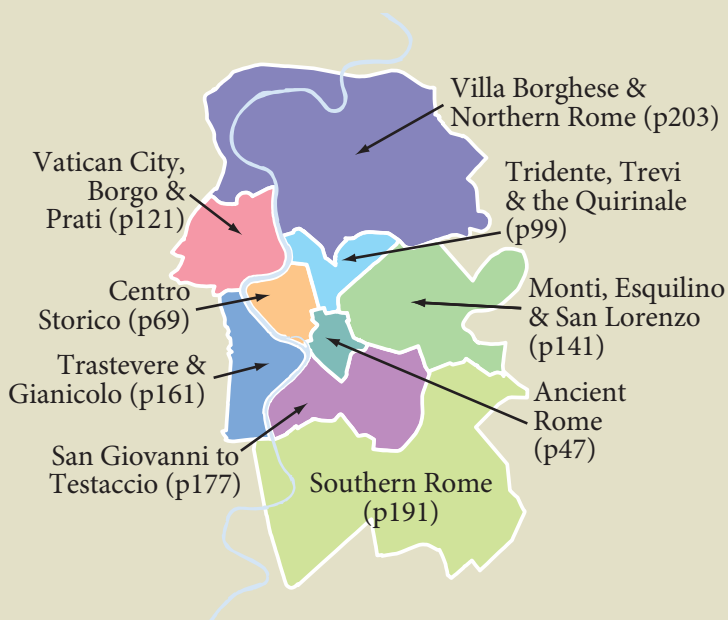 Villa Borghese &
Northern Rome (p203)
Vatican City,
Borgo &
Prati (p121)
Tridente, Trevi
& the Quirinale
(p99)
Centro
Storico (p69)
Monti, Esquilino
& San Lorenzo
(p141)
Trastevere &
Gianicolo (p161)
Ancient
Rome
(p47)
San Giovanni to
Testaccio (p177)
Southern Rome
(p191)